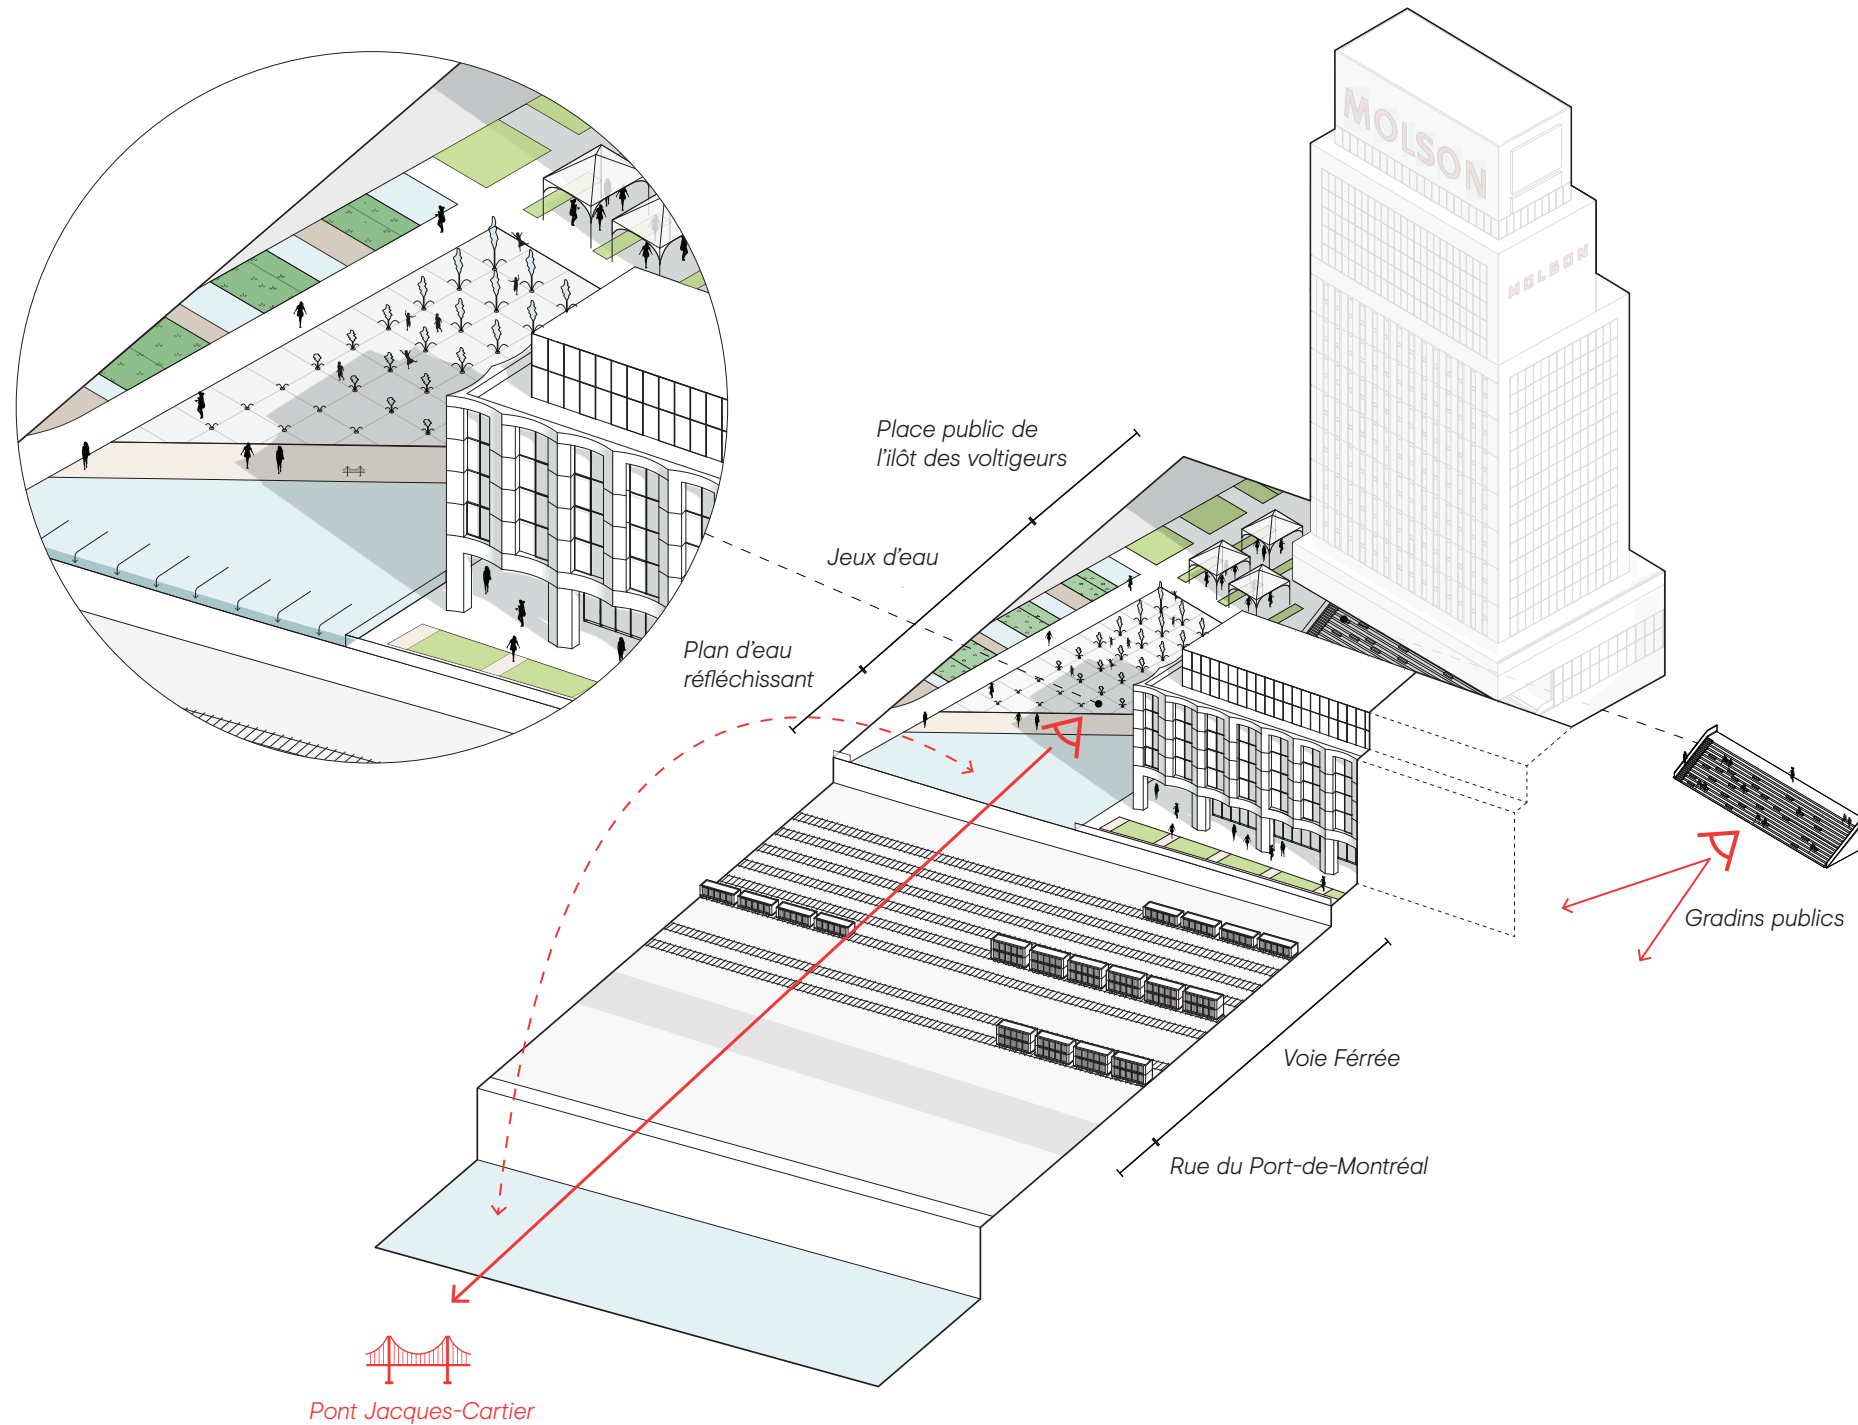 MOLSON
MOLSON
Place public de
l'ilôt des voltigeurs
Jeux d'eau
Plan d'eau
réfléchissant
Gradins publics
Voie Férrée
Rue du Port-de-Montréal
Pont Jacques-Cartier